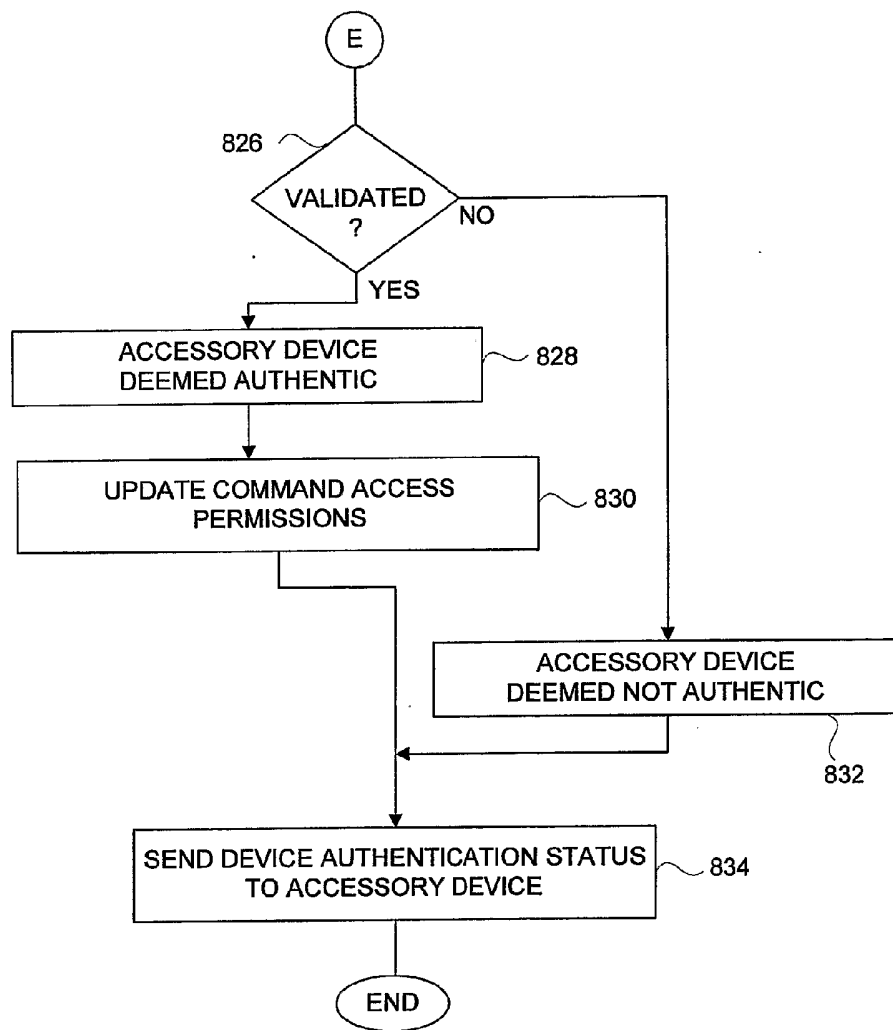 E
826
VALIDATED
?
NO
YES
ACCESSORY DEVICE
DEEMED AUTHENTIC
828
UPDATE COMMAND ACCESS
PERMISSIONS
830
ACCESSORY DEVICE
DEEMED NOT AUTHENTIC
832
SEND DEVICE AUTHENTICATION STATUS
TO ACCESSORY DEVICE
834
END